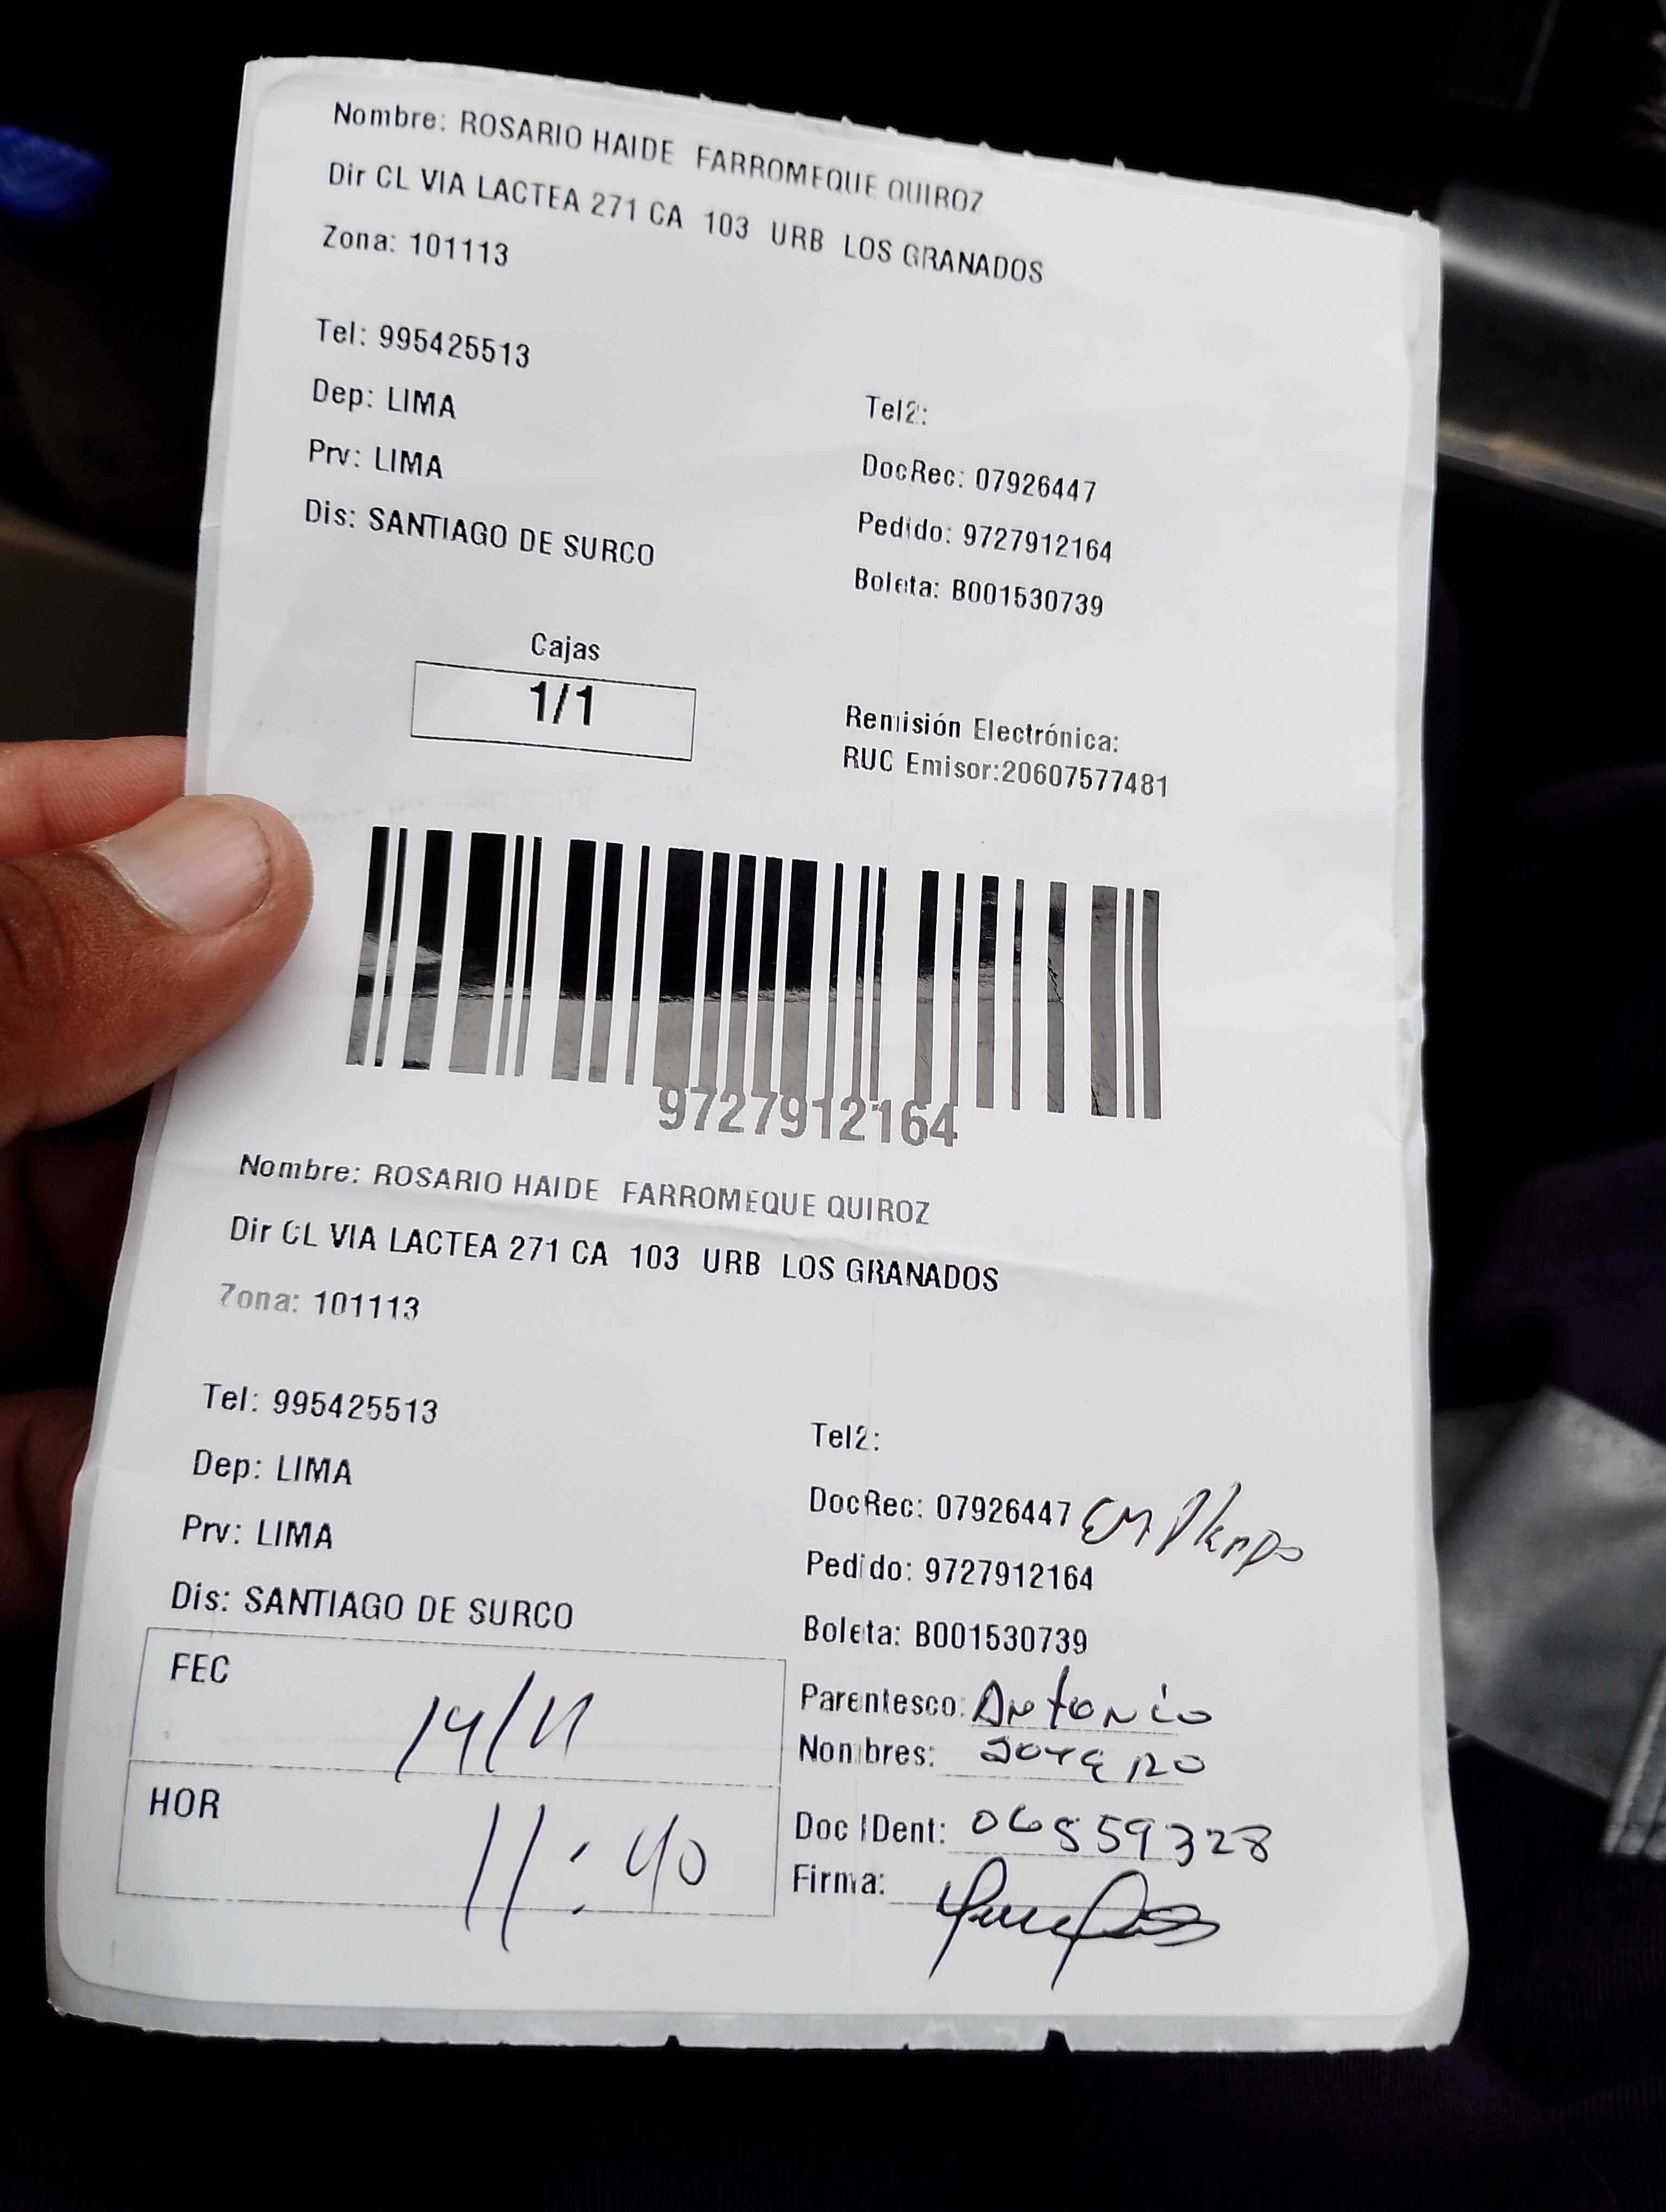 Nombre: ROSARIO HAIDE FARROMEQUE QUIROZ
Dir CL VIA LACTEA 271 CA 103 URB LOS GRANADOS
Zona: 101113
Tel: 995425513
Tel2:
Dep: LIMA
DocRec: 07926447
Prv: LIMA
Pedido: 9727912164
Dis: SANTIAGO DE SURCO
Boleta: B001530739
Cajas
1/1
Remisión Electrónica:
RUC Emisor:20607577481
9727912164
Nombre: ROSARIO HAIDE FARROMEQUE QUIROZ
Dir CL VIA LACTEA 271 CA 103 URB LOS GRANADOS
Zona: 101113
Tel: 995425513
Tel2:
Dep: LIMA
DocRec: 07926447
Prv: LIMA
Pedido: 9727912164
Dis: SANTIAGO DE SURCO
Boleta: B001530739
FEC 14/11
Parentesco: Antonio
Nombres:
HOR 11:40
Doc IDent: 06859328
Firma: